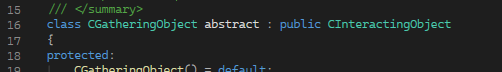 15 /// </summary>
16 class CGatheringObject abstract : public CInteractingObject
17 {
18 protected:
19 CGatheringObject() = default;